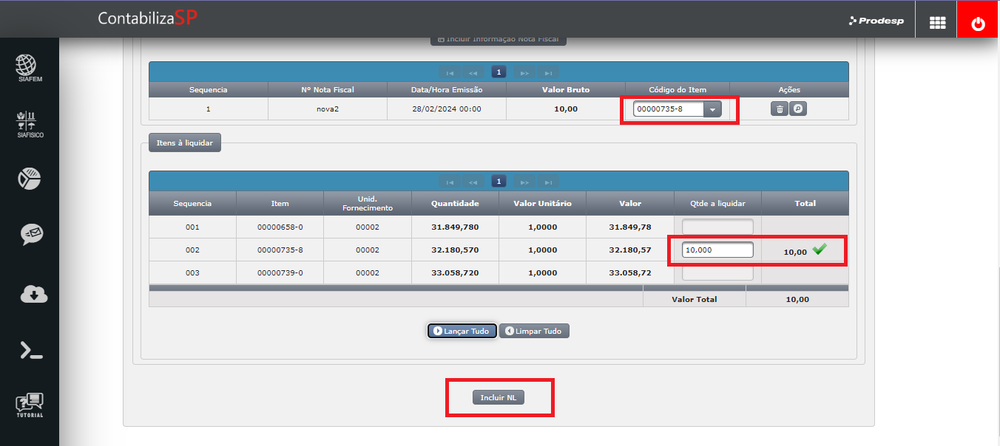 ContabilizaSP
Prodesp
SIAFEM
SIAFISICO
TUTORIAL
Incluir Informação Nota Fiscal
1
Sequencia Nº Nota Fiscal Data/Hora Emissão Valor Bruto Código do Item Ações
1 nova2 28/02/2024 00:00 10,00 00000735-8
Itens à liquidar
1
Sequencia Item Unid. Fornecimento Quantidade Valor Unitário Valor Qtde a liquidar Total
001 00000658-0 00002 31.849,780 1,0000 31.849,78
002 00000735-8 00002 32.180,570 1,0000 32.180,57 10,000 10,00
003 00000739-0 00002 33.058,720 1,0000 33.058,72
Valor Total 10,00
Lançar Tudo Limpar Tudo
Incluir NL